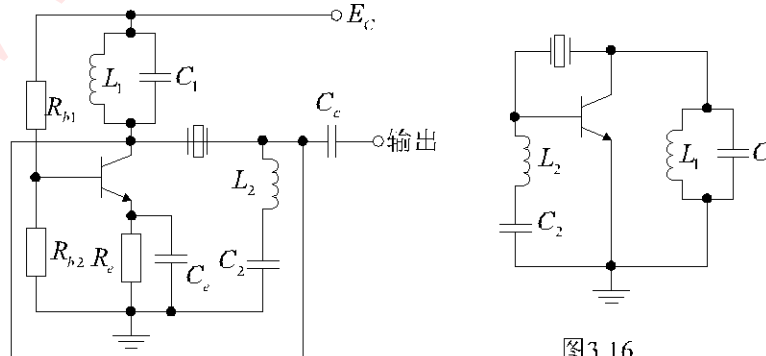 E_C
L_1 C_1
R_b1
C_c
输出
L_2
R_b2 R_e C_e C_2
L_2
C_2
L_1 C
图3.16